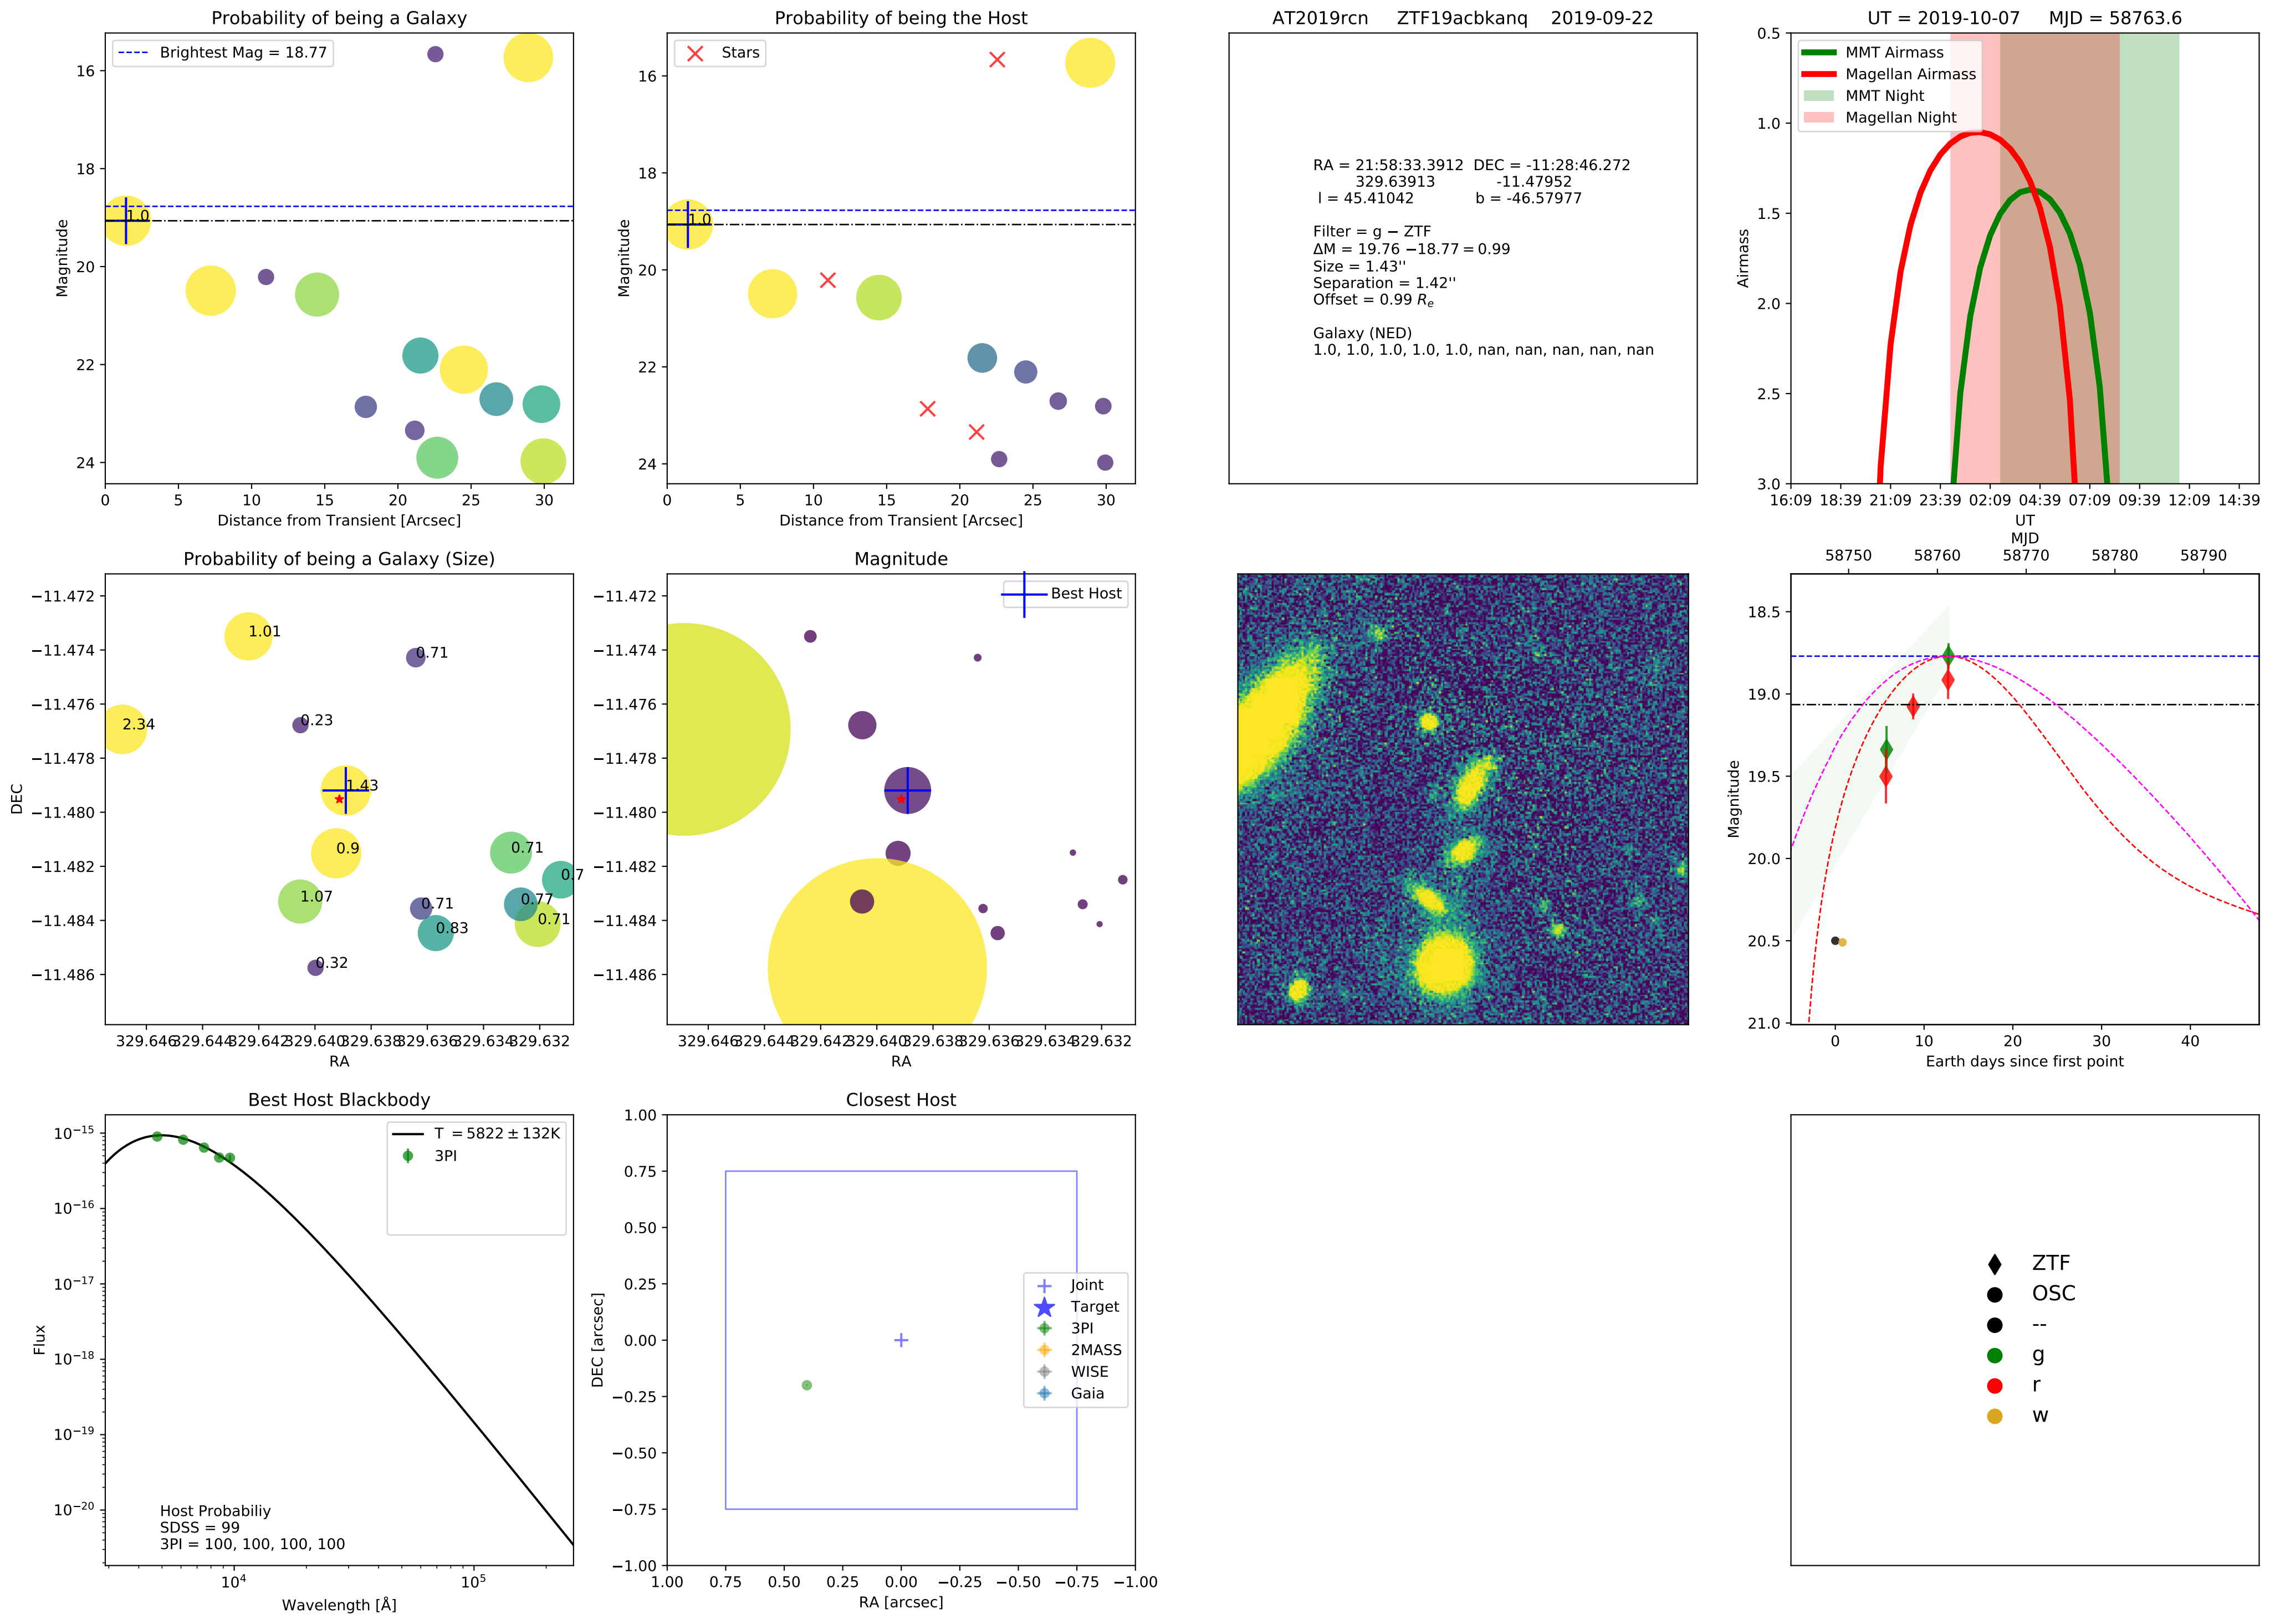 Probability of being a Galaxy
Brightest Mag = 18.77
1.0
16
18
20
22
24
Magnitude
0 5 10 15 20 25 30
Distance from Transient [Arcsec]
Probability of being the Host
Stars
1.0
16
18
20
22
24
Magnitude
0 5 10 15 20 25 30
Distance from Transient [Arcsec]
AT2019rcn ZTF19acbkanq 2019-09-22
RA = 21:58:33.3912 DEC = -11:28:46.272
329.63913 -11.47952
l = 45.41042 b = -46.57977
Filter = g − ZTF
ΔM = 19.76 −18.77 = 0.99
Size = 1.43''
Separation = 1.42''
Offset = 0.99 Re
Galaxy (NED)
1.0, 1.0, 1.0, 1.0, 1.0, nan, nan, nan, nan, nan
UT = 2019-10-07 MJD = 58763.6
MMT Airmass
Magellan Airmass
MMT Night
Magellan Night
0.5
1.0
1.5
2.0
2.5
3.0
Airmass
16:09 18:39 21:09 23:39 02:09 04:39 07:09 09:39 12:09 14:39
UT
Probability of being a Galaxy (Size)
−11.472
−11.474
−11.476
−11.478
−11.480
−11.482
−11.484
−11.486
DEC
1.01
0.71
2.34
0.23
1.43
0.9
0.71
0.7
1.07
0.77
0.71
0.71
0.83
0.32
329.646 329.644 329.642 329.640 329.638 329.636 329.634 329.632
RA
Magnitude
Best Host
−11.472
−11.474
−11.476
−11.478
−11.480
−11.482
−11.484
−11.486
329.646 329.644 329.642 329.640 329.638 329.636 329.634 329.632
RA
MJD
58750 58760 58770 58780 58790
18.5
19.0
19.5
20.0
20.5
21.0
Magnitude
0 10 20 30 40
Earth days since first point
Best Host Blackbody
T = 5822 ± 132K
3PI
10−15
10−16
10−17
10−18
10−19
10−20
Flux
Host Probabiliy
SDSS = 99
3PI = 100, 100, 100, 100
104 105
Wavelength [Å]
Closest Host
1.00
0.75
0.50
0.25
0.00
−0.25
−0.50
−0.75
−1.00
DEC [arcsec]
Joint
Target
3PI
2MASS
WISE
Gaia
1.00 0.75 0.50 0.25 0.00 −0.25 −0.50 −0.75 −1.00
RA [arcsec]
ZTF
OSC
--
g
r
w